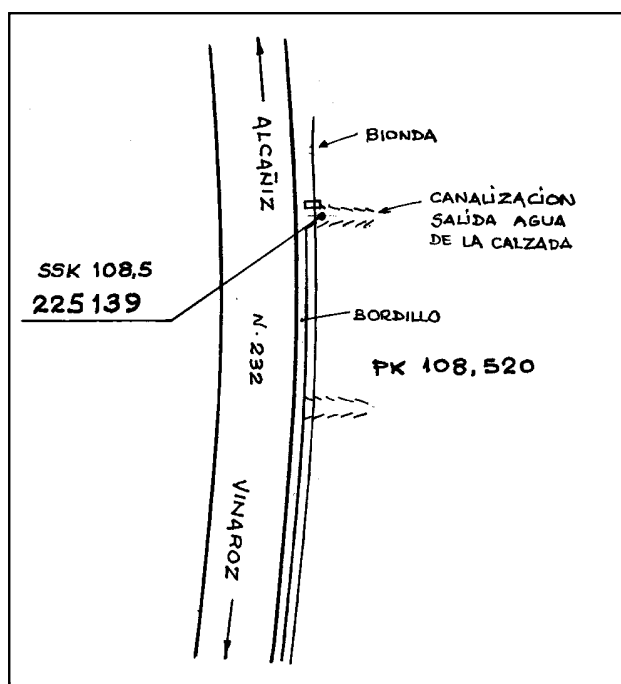 ALCAÑIZ
BIONDA
CANALIZACION
SALIDA AGUA
DE LA CALZADA
SSK 108,5
225139
N-232
BORDILLO
PK 108,520
VINAROZ